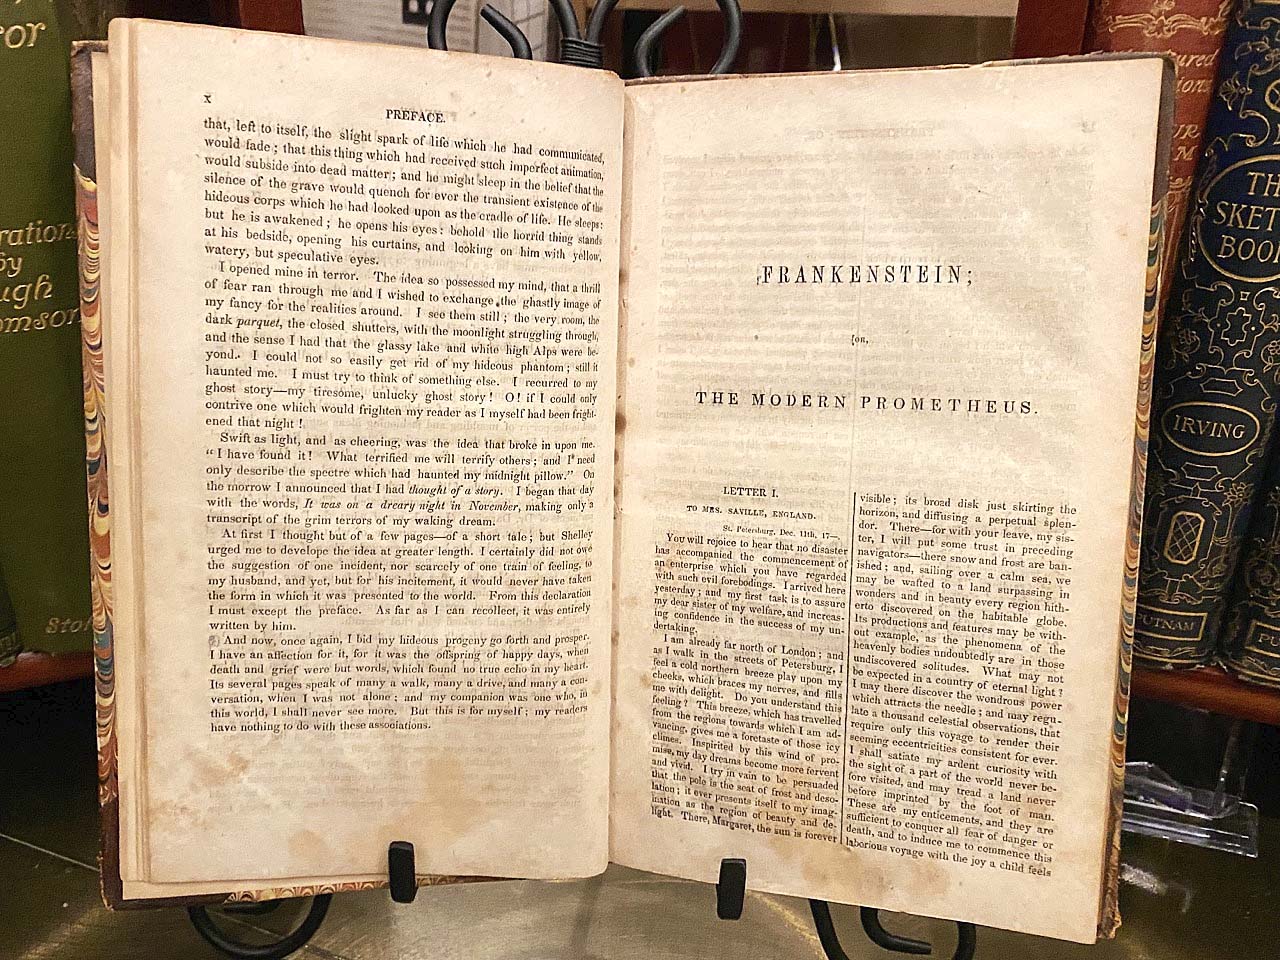 x
PREFACE.
that, left to itself, the slight spark of life which he had communicated,
would fade; that this thing which had received such imperfect animation,
would subside into dead matter; and he might sleep in the belief that the
silence of the grave would quench for ever the transient existence of the
hideous corps which he had looked upon as the cradle of life. He sleeps;
but he is awakened; he opens his eyes: behold the horrid thing stands
at his bedside, opening his curtains, and looking on him with yellow,
watery, but speculative eyes.
I opened mine in terror. The idea so possessed my mind, that a thrill
of fear ran through me and I wished to exchange the ghastly image of
my fancy for the realities around. I see them still; the very room, the
dark parquet, the closed shutters, with the moonlight struggling through,
and the sense I had that the glassy lake and white high Alps were be-
yond. I could not so easily get rid of my hideous phantom; still it
haunted me. I must try to think of something else. I recurred to my
ghost story—my tiresome, unlucky ghost story! O! if I could only
contrive one which would frighten my reader as I myself had been fright-
ened that night!
Swift as light, and as cheering, was the idea that broke in upon me.
"I have found it! What terrified me will terrify others; and I need
only describe the spectre which had haunted my midnight pillow." On
the morrow I announced that I had thought of a story. I began that day
with the words, It was on a dreary night in November, making only a
transcript of the grim terrors of my waking dream.
At first I thought but of a few pages—of a short tale; but Shelley
urged me to develope the idea at greater length. I certainly did not owe
the suggestion of one incident, nor scarcely of one train of feeling, to
my husband, and yet, but for his incitement, it would never have taken
the form in which it was presented to the world. From this declaration
I must except the preface. As far as I can recollect, it was entirely
written by him.
And now, once again, I bid my hideous progeny go forth and prosper.
I have an affection for it, for it was the offspring of happy days, when
death and grief were but words, which found no true echo in my heart.
Its several pages speak of many a walk, many a drive, and many a con-
versation, when I was not alone; and my companion was one who, in
this world, I shall never see more. But this is for myself; my readers
have nothing to do with these associations.
FRANKENSTEIN;
OR,
THE MODERN PROMETHEUS.
LETTER I.
TO MRS. SAVILLE, ENGLAND.
St. Petersburg, Dec. 11th, 17—.
You will rejoice to hear that no disaster
has accompanied the commencement of
an enterprise which you have regarded
with such evil forebodings. I arrived here
yesterday; and my first task is to assure
my dear sister of my welfare, and increas-
ing confidence in the success of my un-
dertaking.
I am already far north of London; and
as I walk in the streets of Petersburg, I
feel a cold northern breeze play upon my
cheeks, which braces my nerves, and fills
me with delight. Do you understand this
feeling? This breeze, which has travelled
from the regions towards which I am ad-
vancing, gives me a foretaste of those icy
climes. Inspirited by this wind of pro-
mise, my day dreams become more fervent
and vivid. I try in vain to be persuaded
that the pole is the seat of frost and deso-
lation; it ever presents itself to my imag-
ination as the region of beauty and de-
light. There, Margaret, the sun is forever
visible; its broad disk just skirting the
horizon, and diffusing a perpetual splen-
dor. There—for with your leave, my sis-
ter, I will put some trust in preceding
navigators—there snow and frost are ban-
ished; and, sailing over a calm sea, we
may be wafted to a land surpassing in
wonders and in beauty every region hith-
erto discovered on the habitable globe.
Its productions and features may be with-
out example, as the phenomena of the
heavenly bodies undoubtedly are in those
undiscovered solitudes. What may not
be expected in a country of eternal light?
I may there discover the wondrous power
which attracts the needle; and may regu-
late a thousand celestial observations, that
require only this voyage to render their
seeming eccentricities consistent for ever.
I shall satiate my ardent curiosity with
the sight of a part of the world never be-
fore visited, and may tread a land never
before imprinted by the foot of man.
These are my enticements, and they are
sufficient to conquer all fear of danger or
death, and to induce me to commence this
laborious voyage with the joy a child feels
by
THE
SKETCH
BOOK
IRVING
PUTNAM